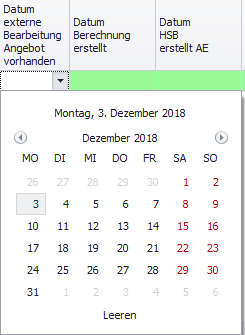 Datum externe Bearbeitung Angebot vorhanden
Datum Berechnung erstellt
Datum HSB erstellt AE
Montag, 3. Dezember 2018
Dezember 2018
MO DI MI DO FR SA SO
26 27 28 29 30 1 2
3 4 5 6 7 8 9
10 11 12 13 14 15 16
17 18 19 20 21 22 23
24 25 26 27 28 29 30
31 1 2 3 4 5 6
Leeren